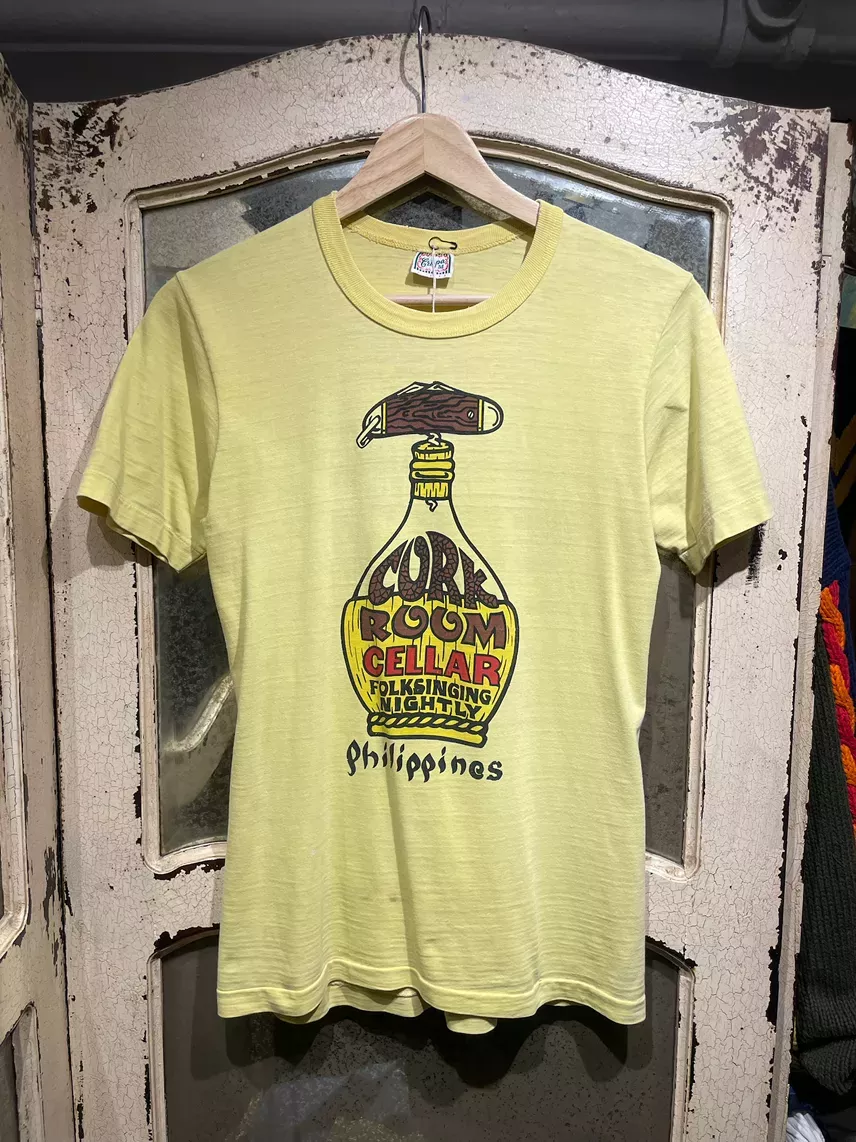 CORK
ROOM
CELLAR
FOLKSINGING
NIGHTLY
Philippines